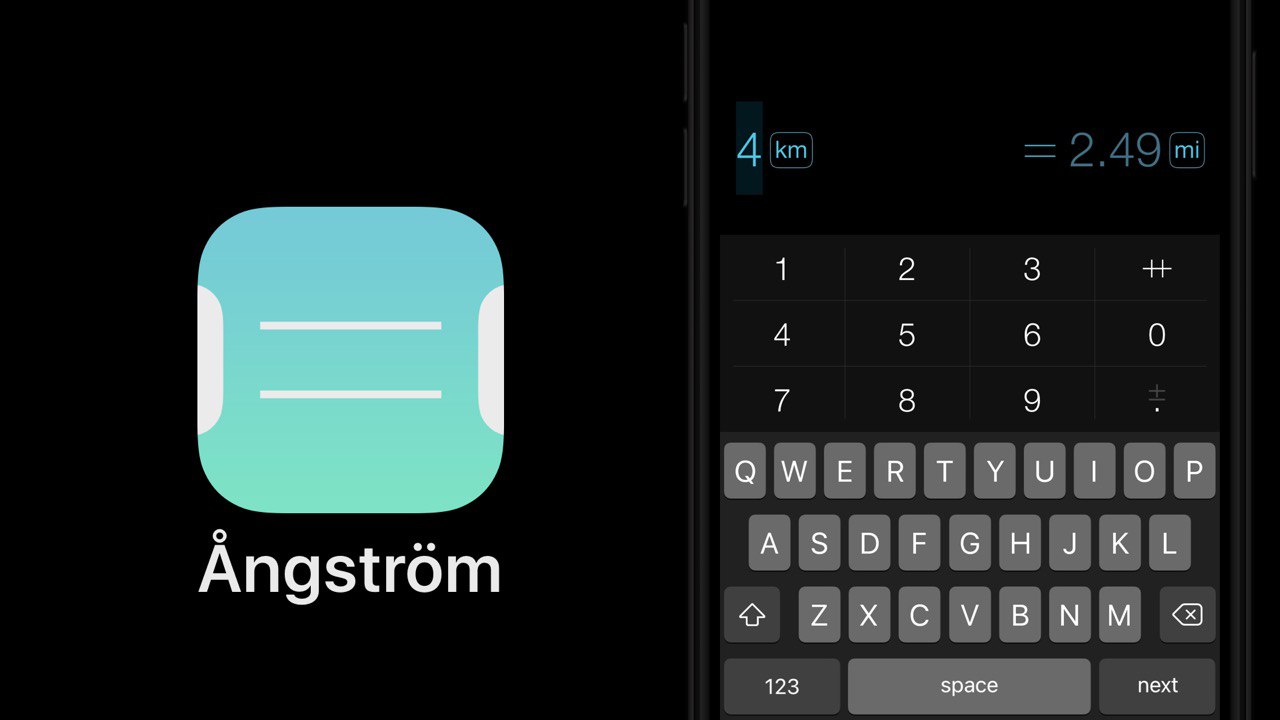 Ångström
4 km = 2.49 mi
1 2 3 ⧺
4 5 6 0
7 8 9 ± .
Q W E R T Y U I O P
A S D F G H J K L
Z X C V B N M
123 space next